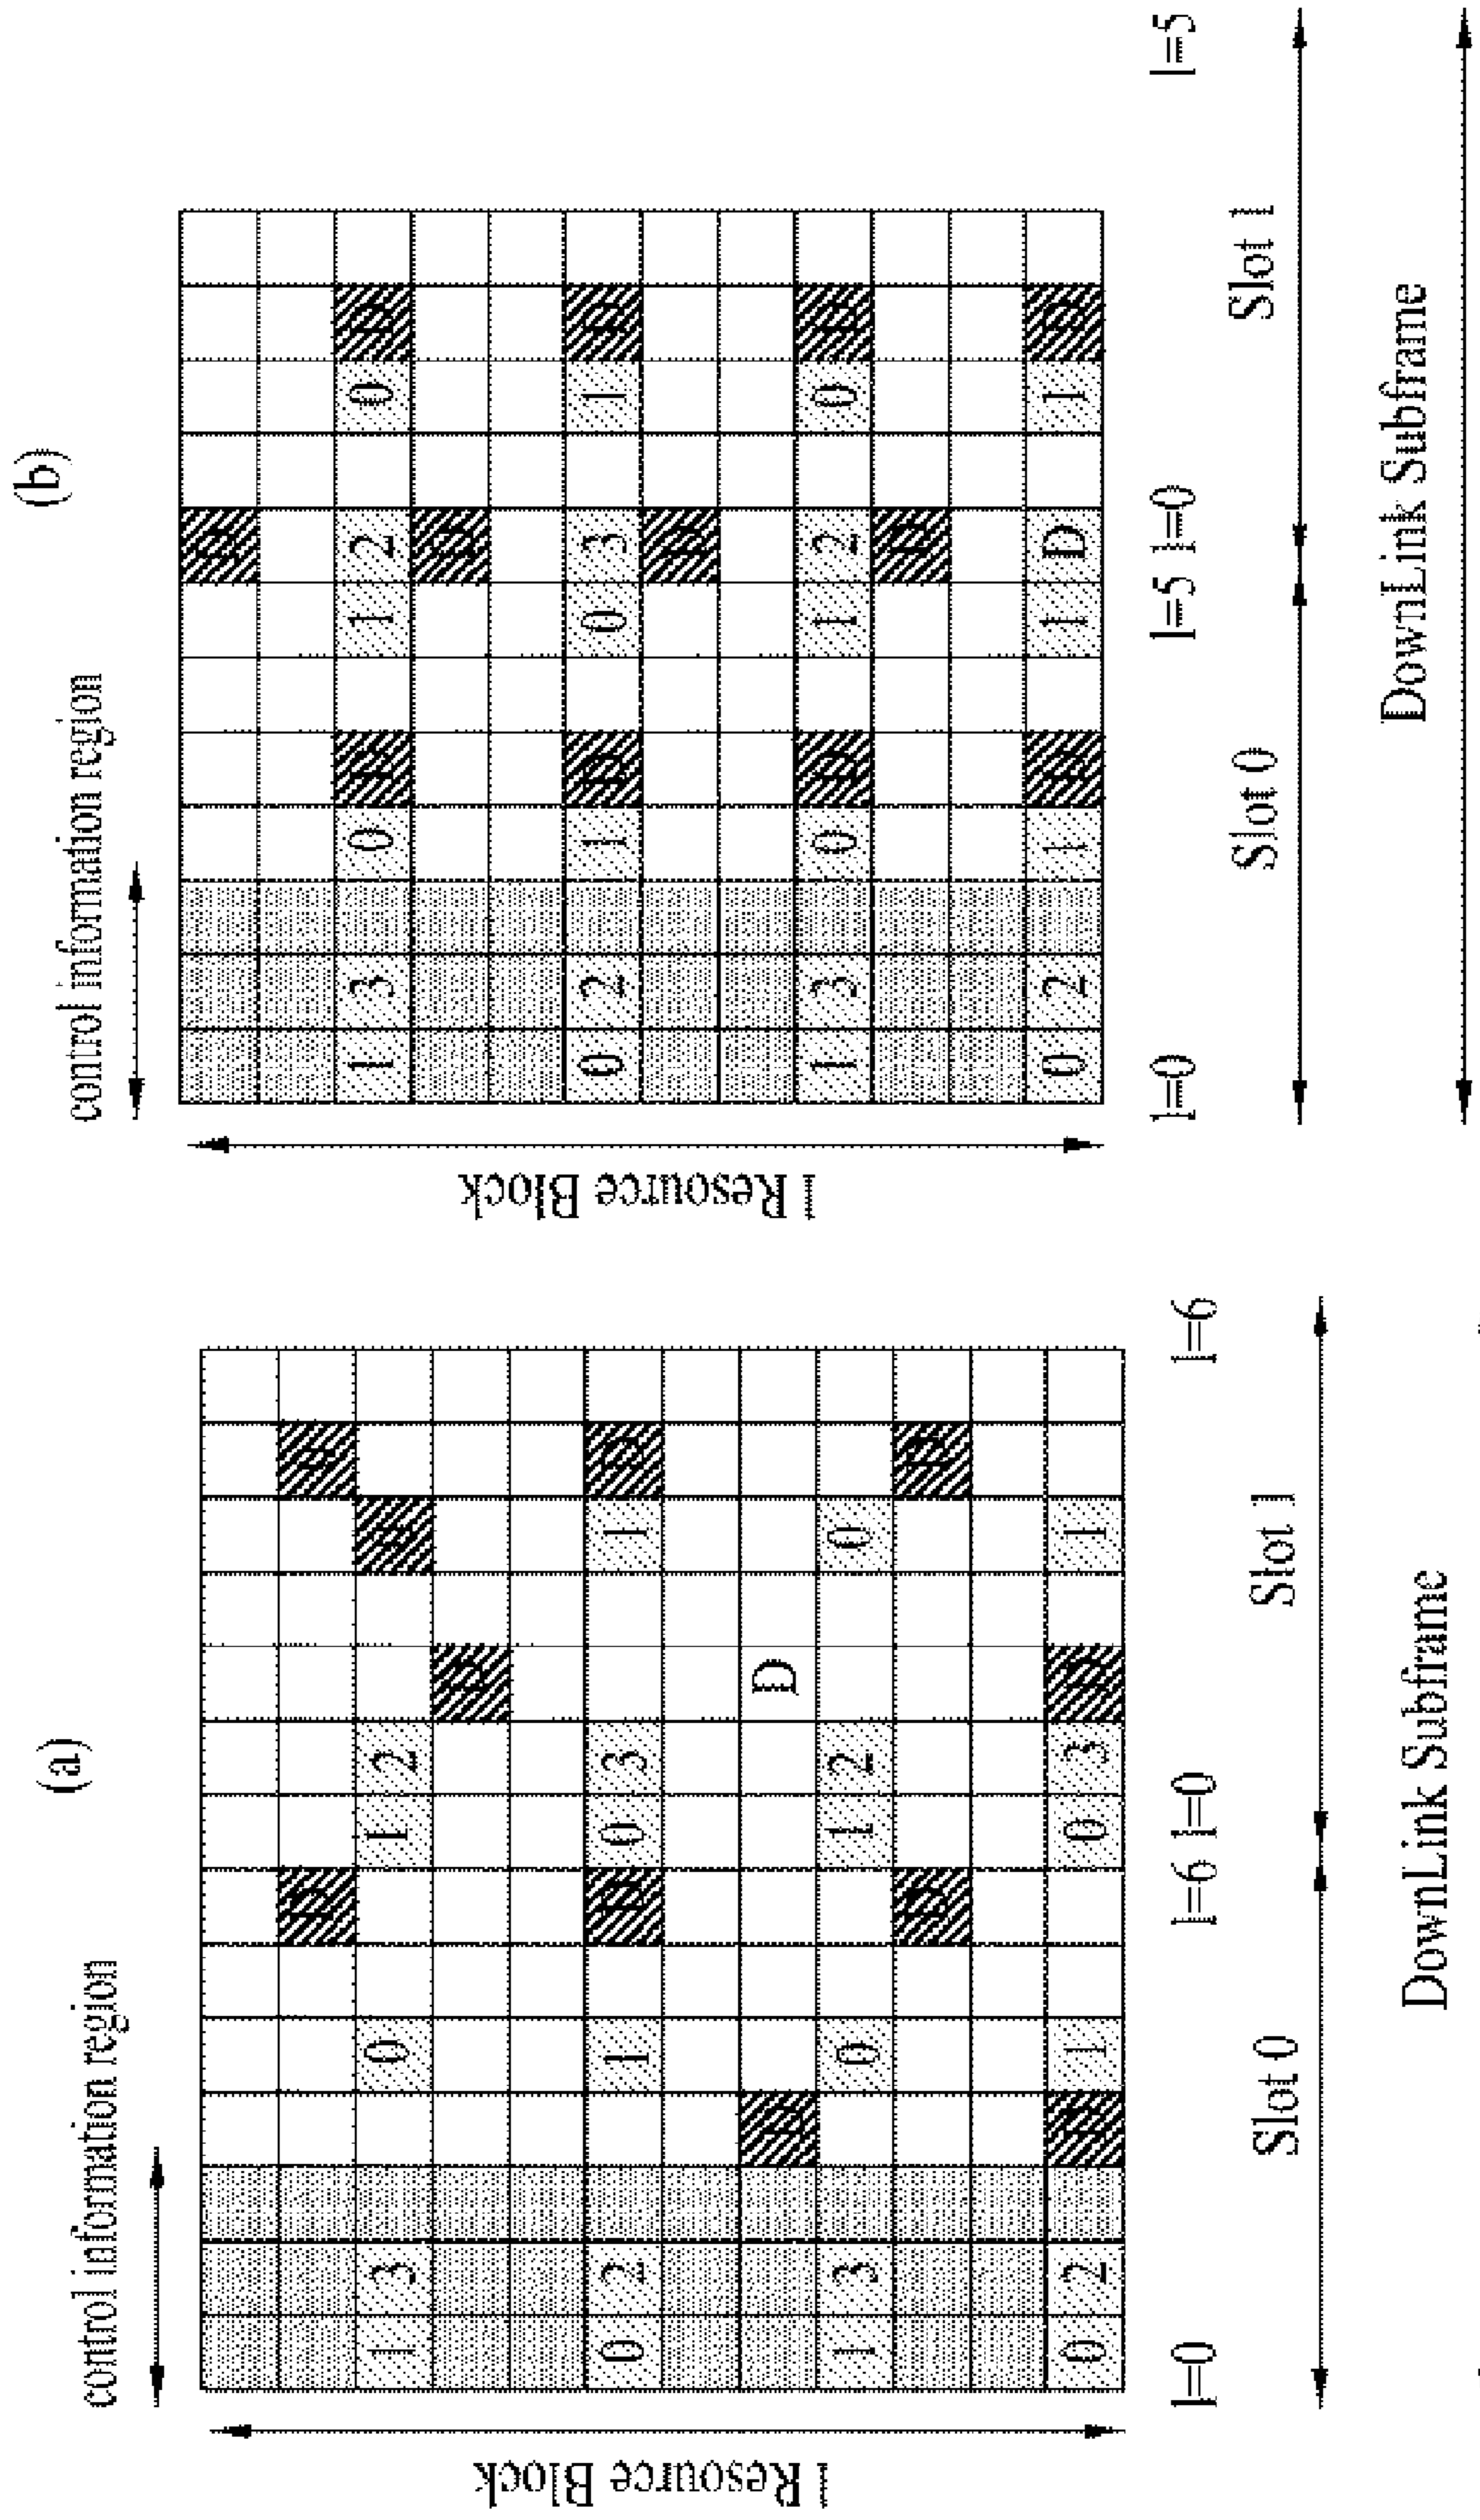 (a)
control information region
1 Resource Block
1 3 0 1 2
0 2 1 0 3 1
D
1 3 0 1 2 0
0 2 1 0 3 1
l=0 l=6 l=0 l=6
Slot 0 Slot 1
DownLink Subframe
(b)
control information region
1 Resource Block
1 3 0 1 2 0
0 2 1 0 3 1
1 3 0 1 2 0
0 2 1 1 D 1
l=0 l=5 l=0 l=5
Slot 0 Slot 1
DownLink Subframe